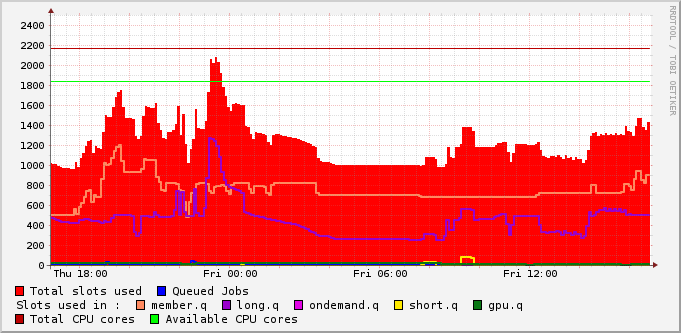 2400
2200
2000
1800
1600
1400
1200
1000
800
600
400
200
0
Thu 18:00 Fri 00:00 Fri 06:00 Fri 12:00
Total slots used Queued Jobs
Slots used in : member.q long.q ondemand.q short.q gpu.q
Total CPU cores Available CPU cores
RRDTOOL / TOBI OETIKER